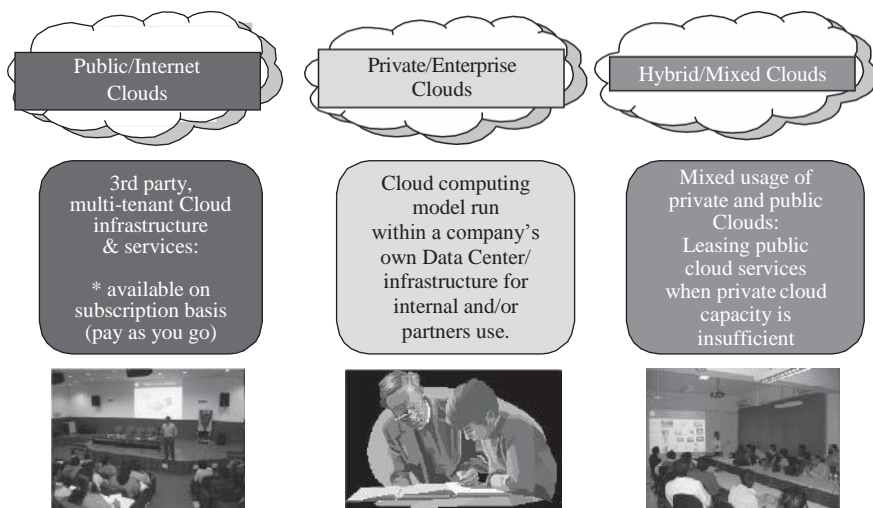 Public/Internet
Clouds
Private/Enterprise
Clouds
Hybrid/Mixed Clouds
3rd party,
multi-tenant Cloud
infrastructure
& services:
* available on
subscription basis
(pay as you go)
Cloud computing
model run
within a company’s
own Data Center/
infrastructure for
internal and/or
partners use.
Mixed usage of
private and public
Clouds:
Leasing public
cloud services
when private cloud
capacity is
insufficient